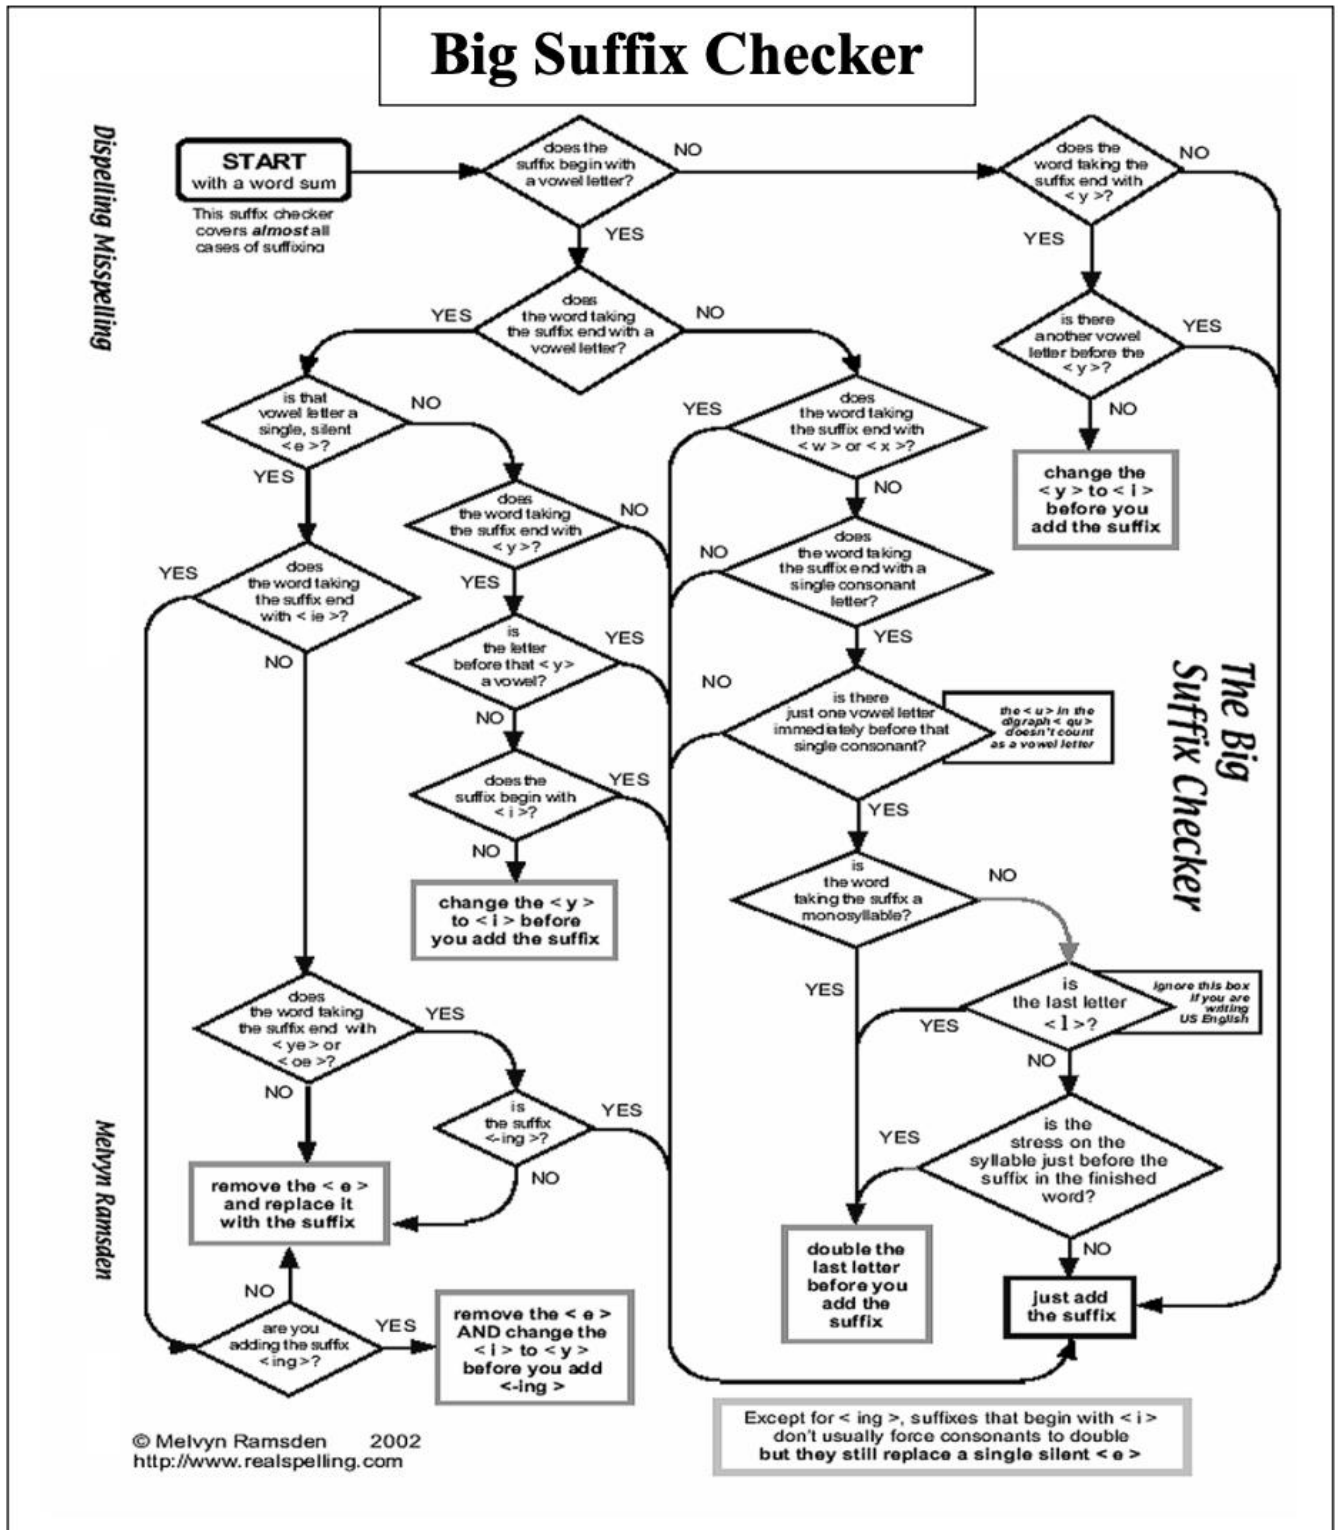 Big Suffix Checker
Dispelling Misspelling
START
with a word sum
This suffix checker
covers almost all
cases of suffixing
does the
suffix begin with
a vowel letter?
NO
YES
does the
word taking the
suffix end with
< y >?
NO
YES
is there
another vowel
letter before the
< y >?
YES
NO
change the
< y > to < i >
before you
add the suffix
does
the word taking
the suffix end with a
vowel letter?
YES
NO
is that
vowel letter a
single, silent
< e >?
NO
YES
does
the word taking
the suffix end with
< y >?
NO
YES
is
the letter
before that < y >
a vowel?
YES
NO
does the
suffix begin with
< i >?
YES
NO
change the < y >
to < i > before
you add the suffix
does
the word taking
the suffix end
with < ie >?
YES
NO
does
the word taking
the suffix end with
< ye > or
< oe >?
YES
NO
is
the suffix
<-ing >?
YES
NO
remove the < e >
and replace it
with the suffix
NO
are you
adding the suffix
< ing >?
YES
remove the < e >
AND change the
< i > to < y >
before you add
<-ing >
does
the word taking
the suffix end with
< w > or < x >?
YES
NO
does
the word taking
the suffix end with a
single consonant
letter?
NO
YES
is there
just one vowel letter
immediately before that
single consonant?
NO
YES
the < u > in the
digraph < qu >
doesn't count
as a vowel letter
is
the word
taking the suffix a
monosyllable?
NO
YES
is
the last letter
< l >?
YES
NO
ignore this box
if you are
writing
US English
is the
stress on the
syllable just before the
suffix in the finished
word?
YES
NO
double the
last letter
before you
add the
suffix
just add
the suffix
The Big
Suffix Checker
Melvyn Ramsden
Except for < ing >, suffixes that begin with < i >
don't usually force consonants to double
but they still replace a single silent < e >
© Melvyn Ramsden 2002
http://www.realspelling.com